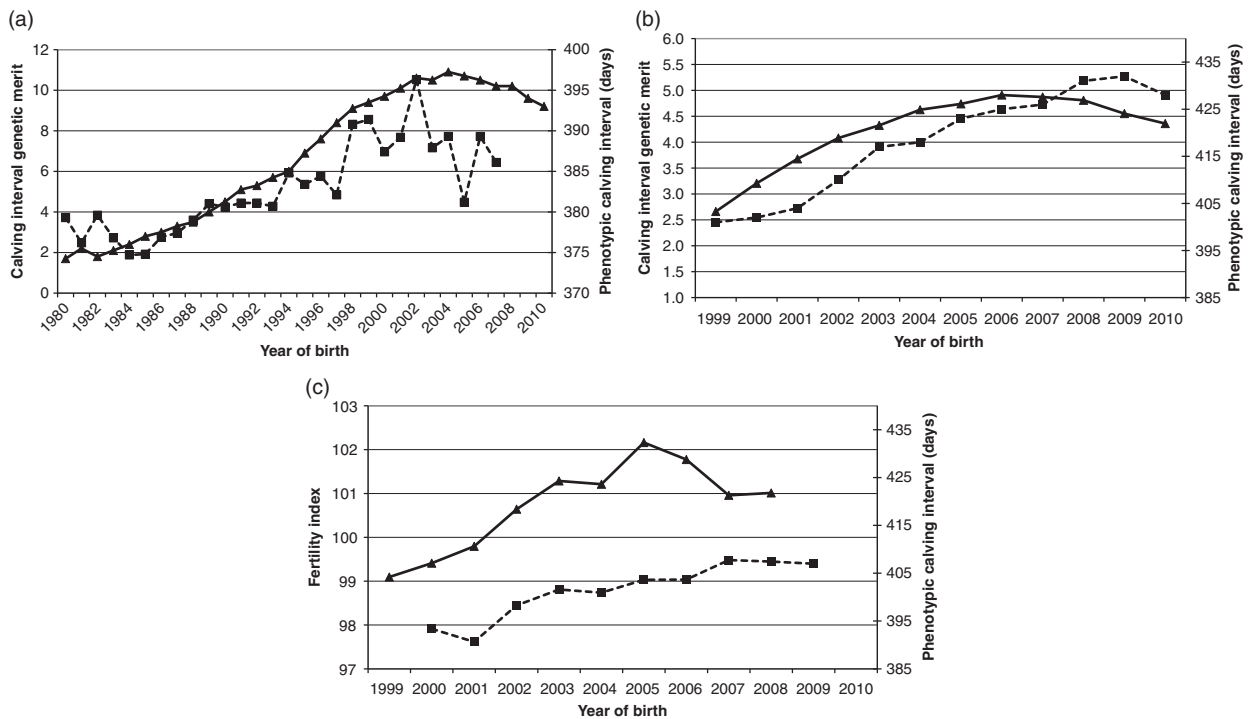 (a)
12
10
8
6
4
2
0
Calving interval genetic merit
400
395
390
385
380
375
370
Phenotypic calving interval (days)
1980 1982 1984 1986 1988 1990 1992 1994 1996 1998 2000 2002 2004 2006 2008 2010
Year of birth
(b)
6.0
5.5
5.0
4.5
4.0
3.5
3.0
2.5
2.0
1.5
1.0
Calving interval genetic merit
435
425
415
405
395
385
Phenotypic calving interval (days)
1999 2000 2001 2002 2003 2004 2005 2006 2007 2008 2009 2010
Year of birth
(c)
103
102
101
100
99
98
97
Fertility index
435
425
415
405
395
385
Phenotypic calving interval (days)
1999 2000 2001 2002 2003 2004 2005 2006 2007 2008 2009 2010
Year of birth